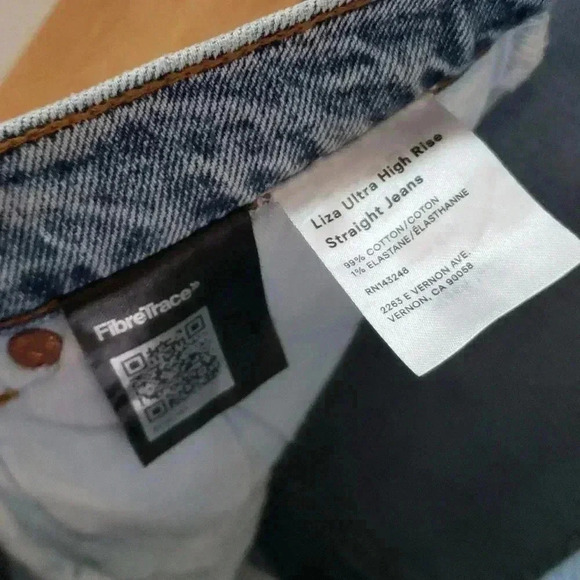 Liza Ultra High Rise
Straight Jeans
99% COTTON/COTON
1% ELASTANE/ÉLASTHANNE
RN143248
2263 E VERNON AVE.
VERNON, CA 90058
FibreTrace